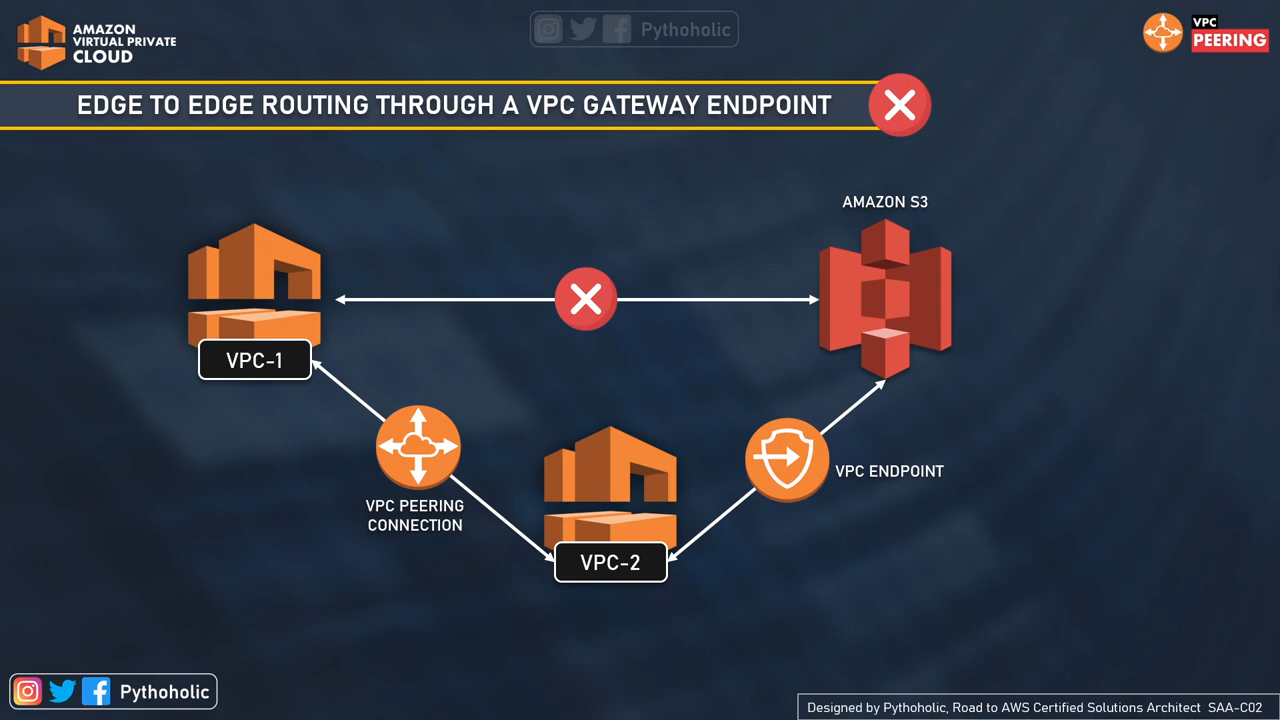 AMAZON
VIRTUAL PRIVATE
CLOUD
Pythoholic
VPC
PEERING
EDGE TO EDGE ROUTING THROUGH A VPC GATEWAY ENDPOINT
AMAZON S3
VPC-1
VPC PEERING
CONNECTION
VPC ENDPOINT
VPC-2
Pythoholic
Designed by Pythoholic, Road to AWS Certified Solutions Architect SAA-C02